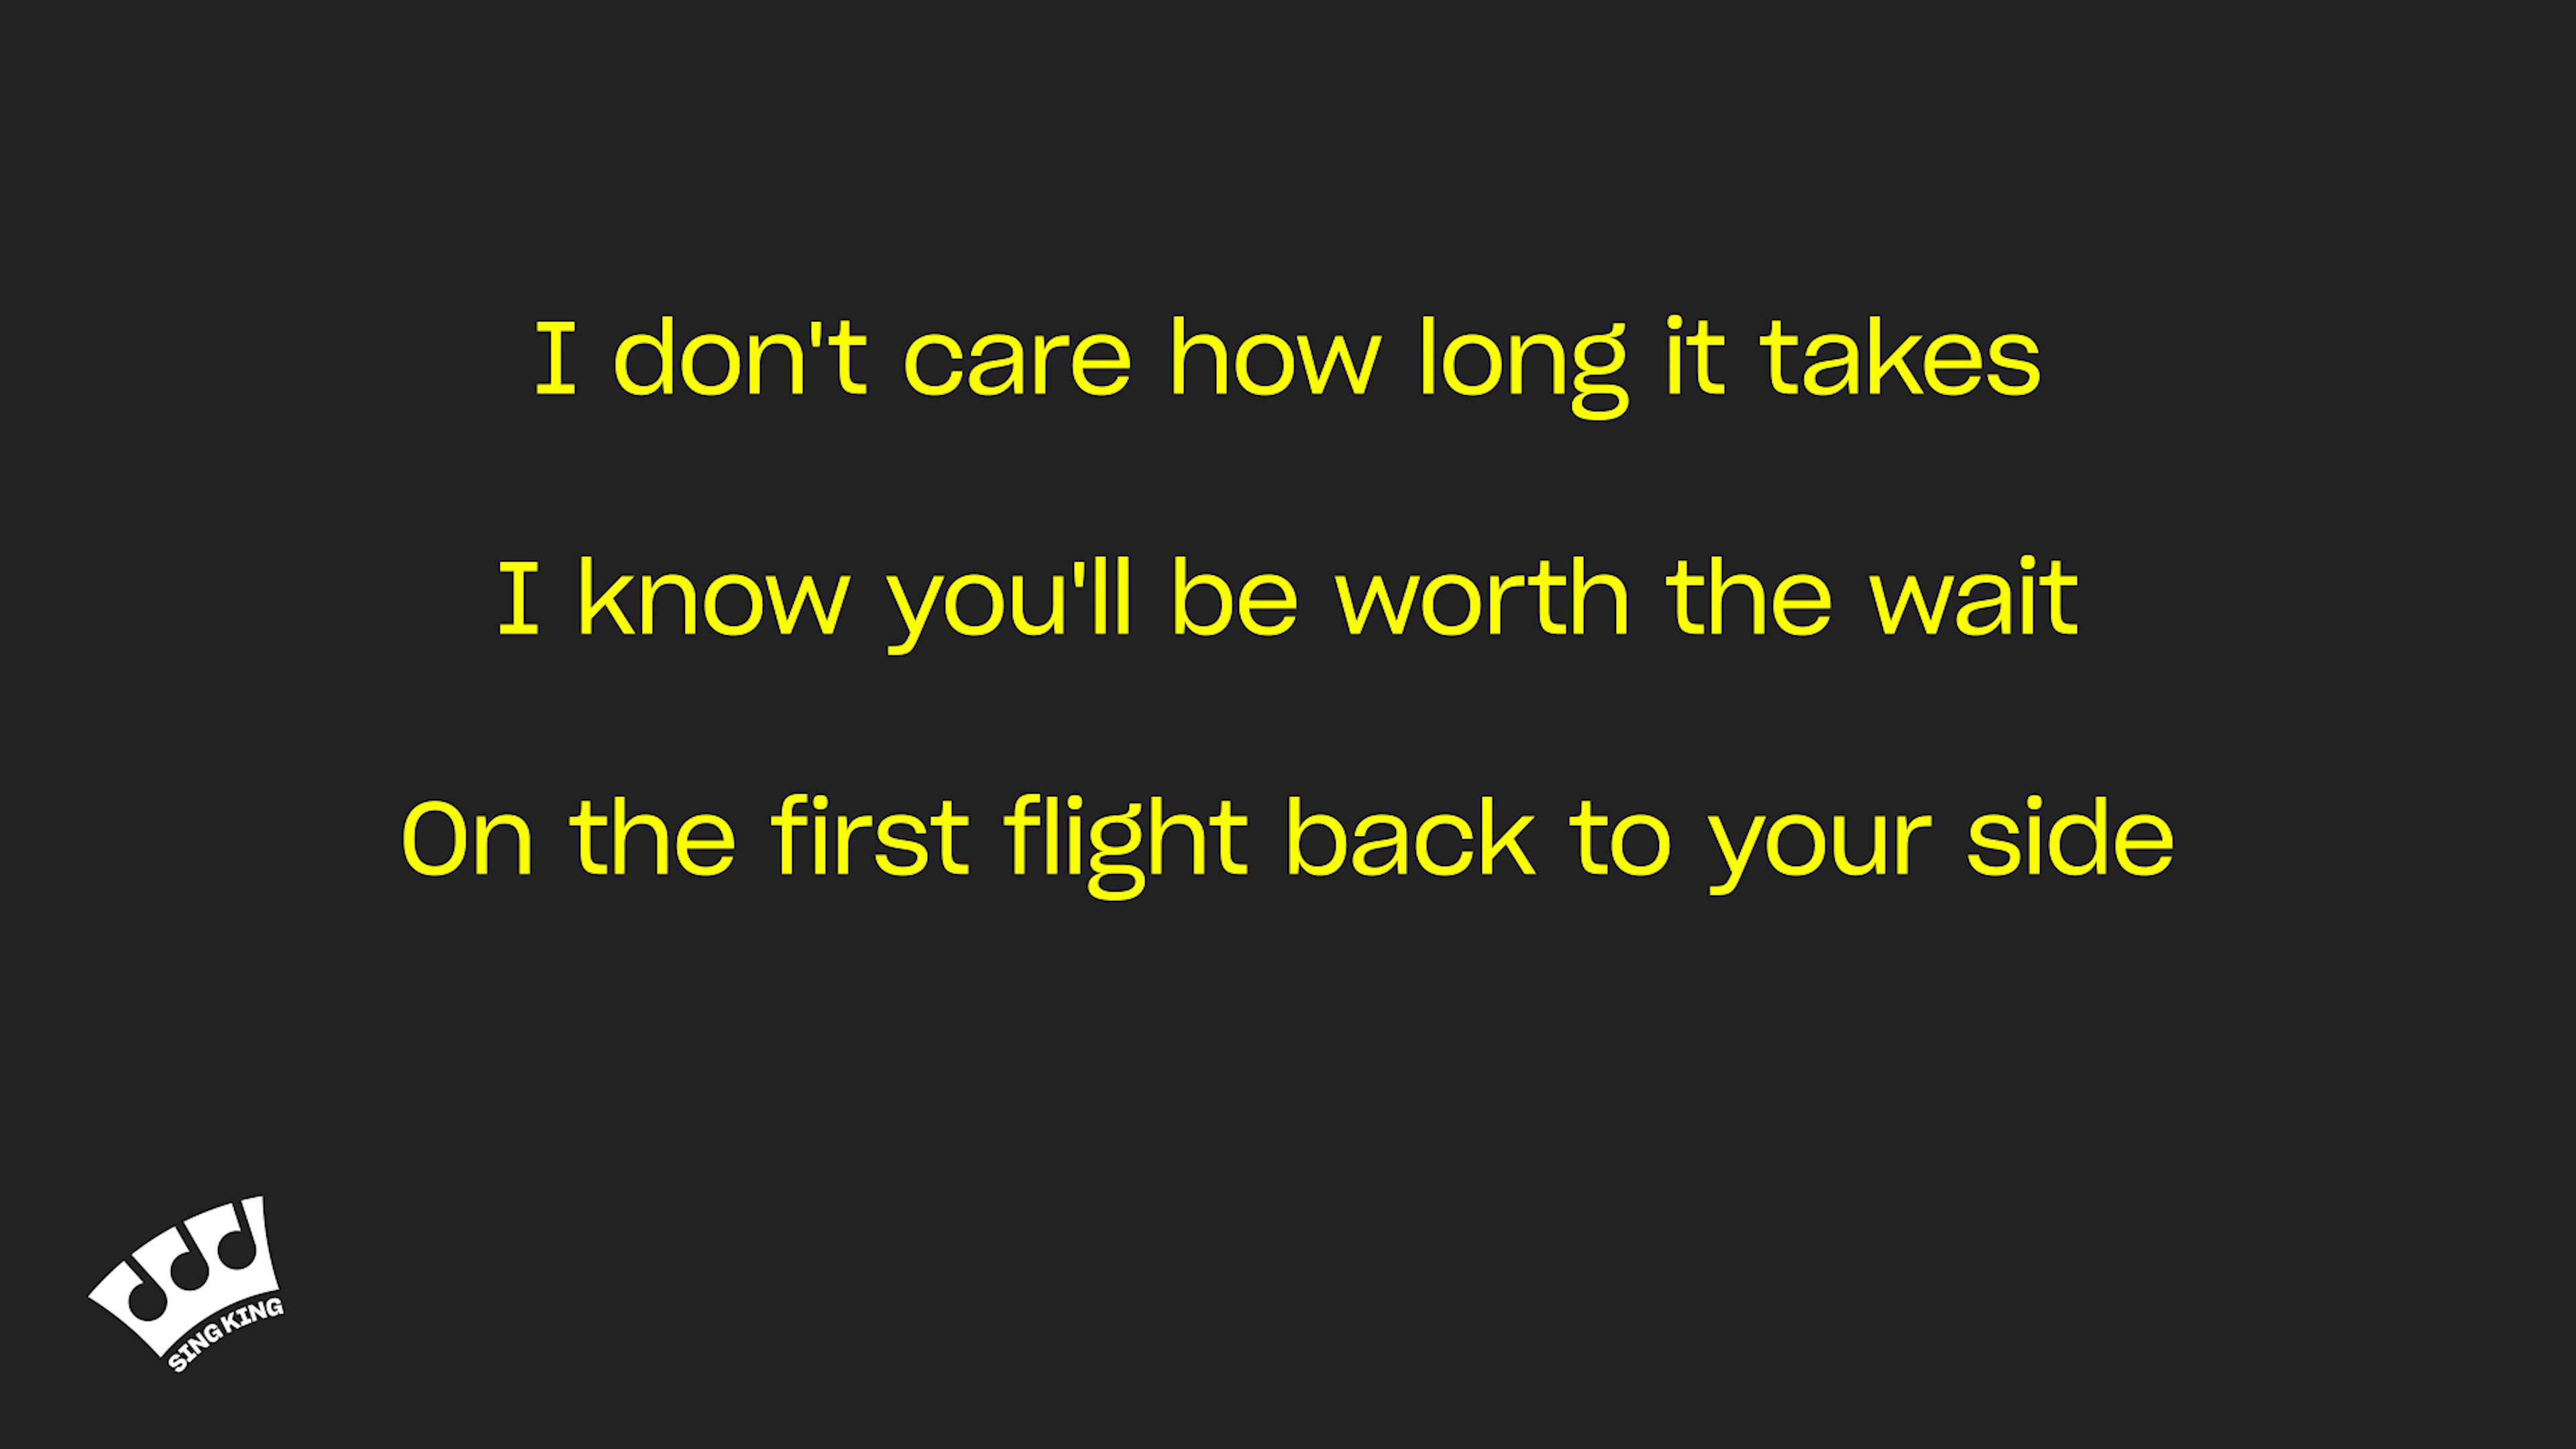 I don't care how long it takes
I know you'll be worth the wait
On the first flight back to your side
SING KING